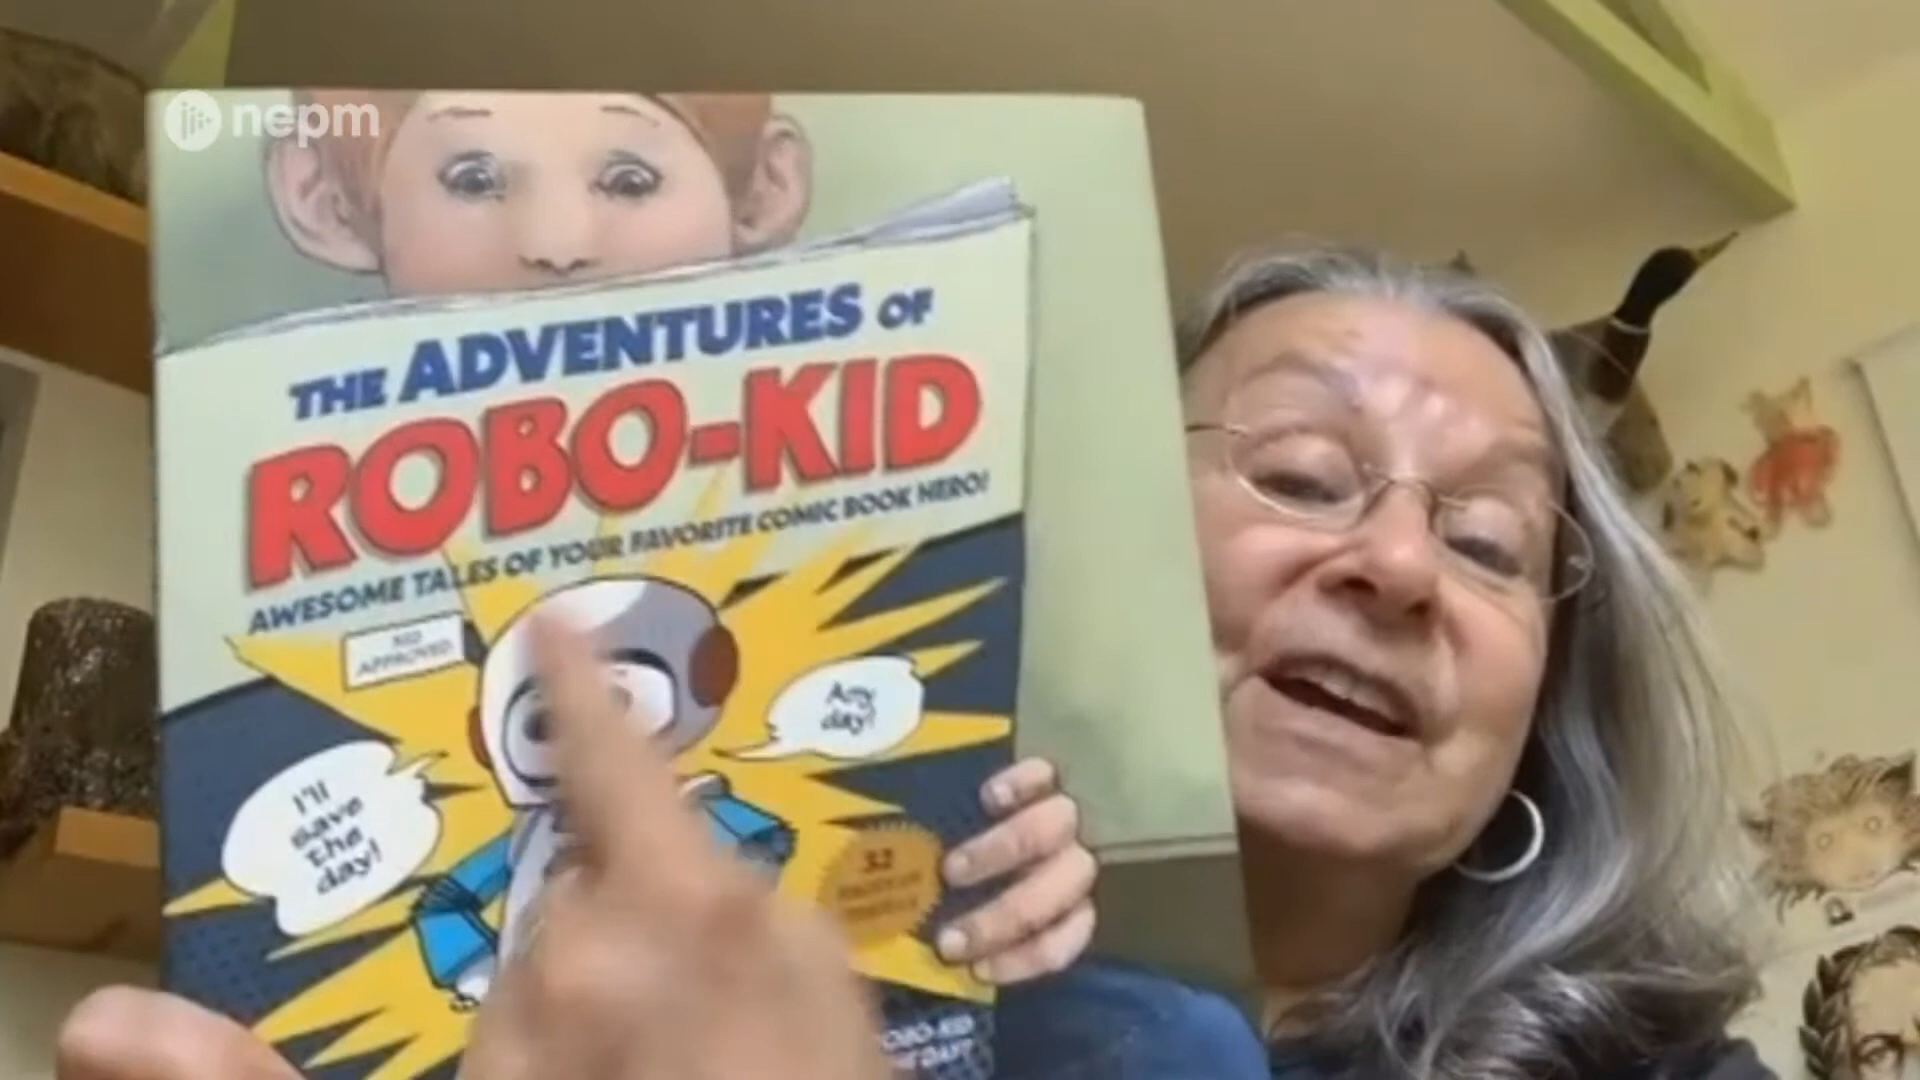 nepm
THE ADVENTURES OF
ROBO-KID
AWESOME TALES OF YOUR FAVORITE COMIC BOOK HERO!
KID
APPROVED
Any
day!
I'll
save
the
day!
32